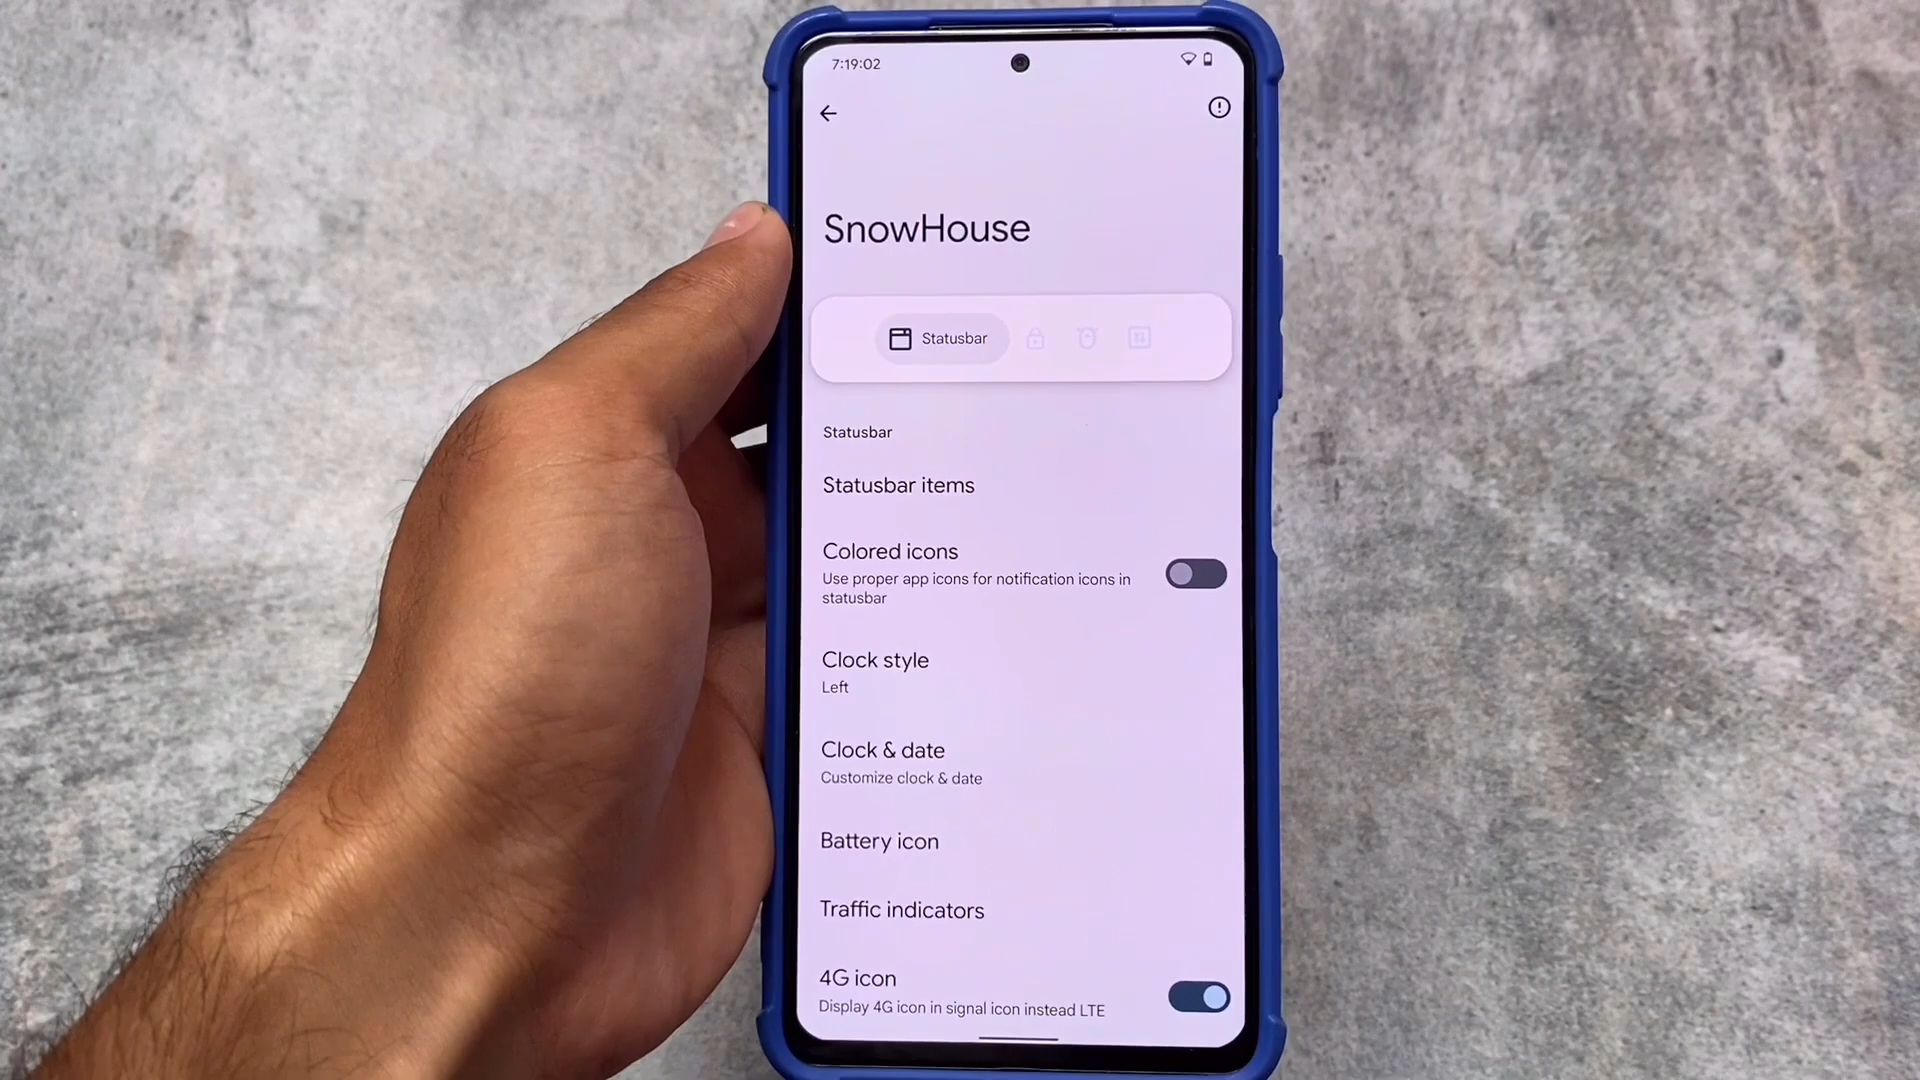 7:19:02
SnowHouse
Statusbar
Statusbar
Statusbar items
Colored icons
Use proper app icons for notification icons in
statusbar
Clock style
Left
Clock & date
Customize clock & date
Battery icon
Traffic indicators
4G icon
Display 4G icon in signal icon instead LTE